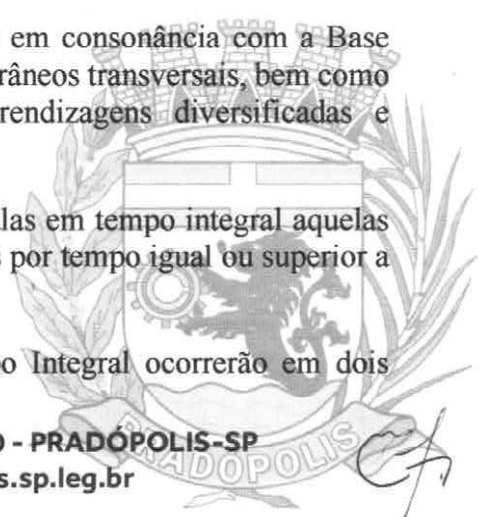 em consonância com a Base
râneos transversais, bem como
rendizagens diversificadas e
las em tempo integral aquelas
s por tempo igual ou superior a
o Integral ocorrerão em dois
- PRADÓPOLIS-SP
s.sp.leg.br
PRADÓPOLIS